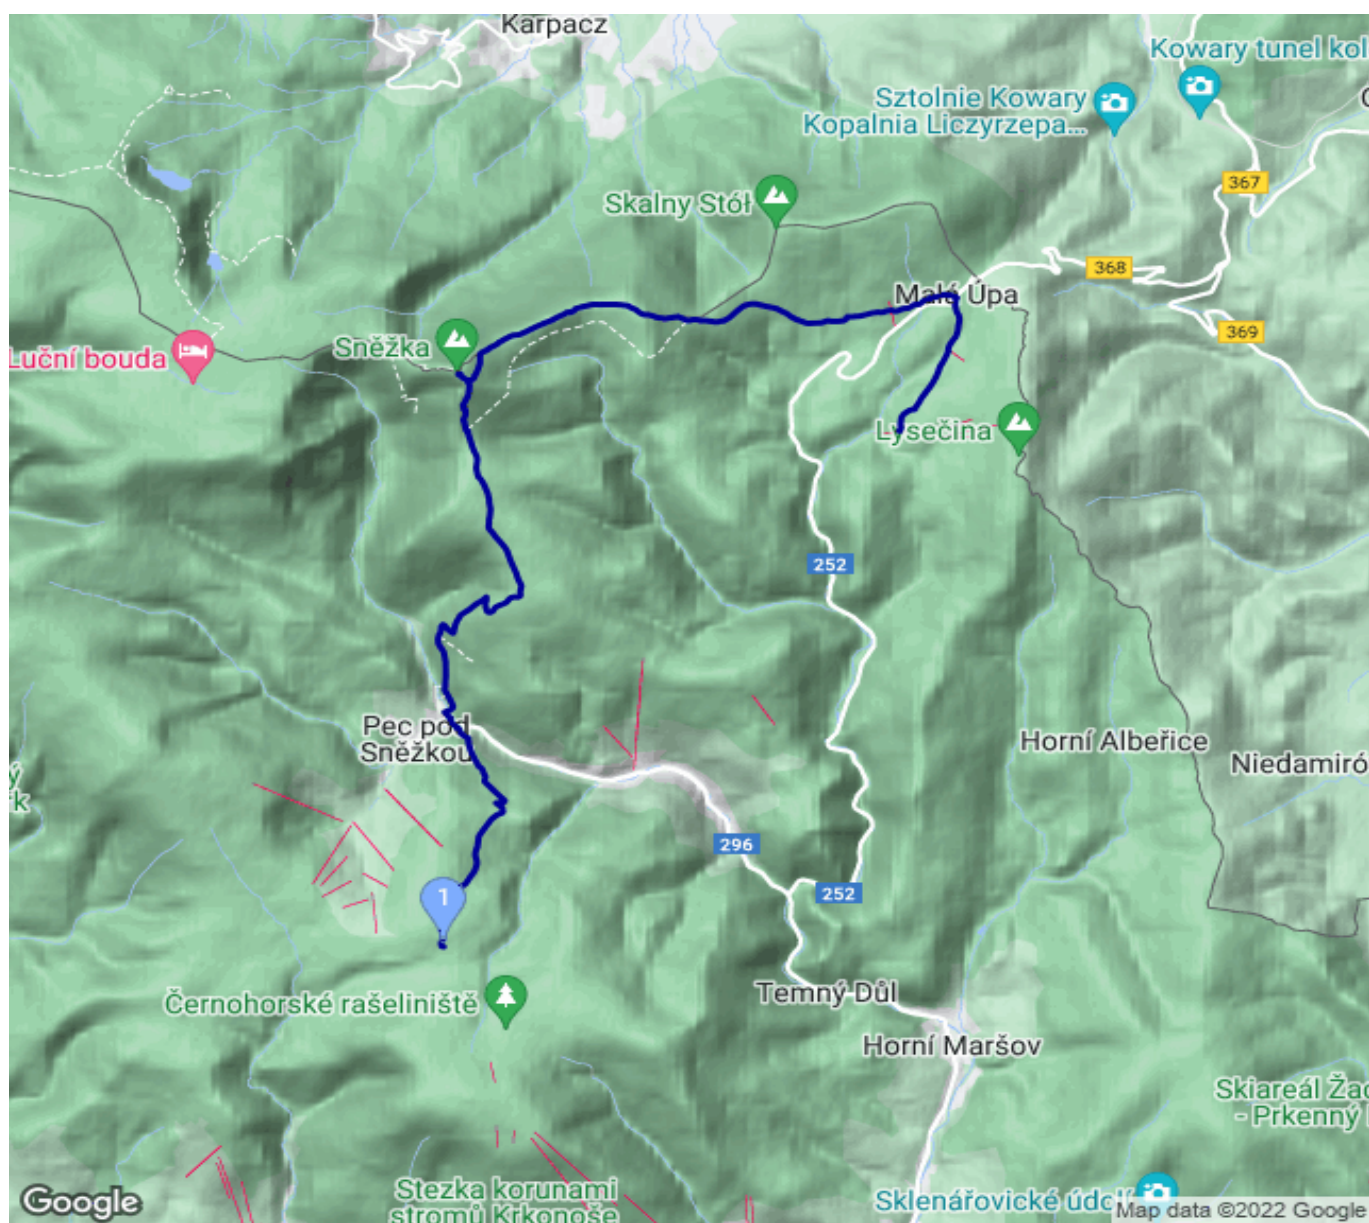 Karpacz
Kowary tunel kol
Sztolnie Kowary
Kopalnia Liczyrzepa...
367
Skalny Stół
368
Malá Úpa
369
Sněžka
Luční bouda
Lysečina
252
Pec pod
Sněžkou
Horní Albeřice
Niedamiró
ý
rk
296
252
1
Temný Důl
Černohorské rašeliniště
Horní Maršov
Skiareál Žac
- Prkenný
Stezka korunami
stromů Krkonoše
Sklenářovické údolí
Google
Map data ©2022 Google